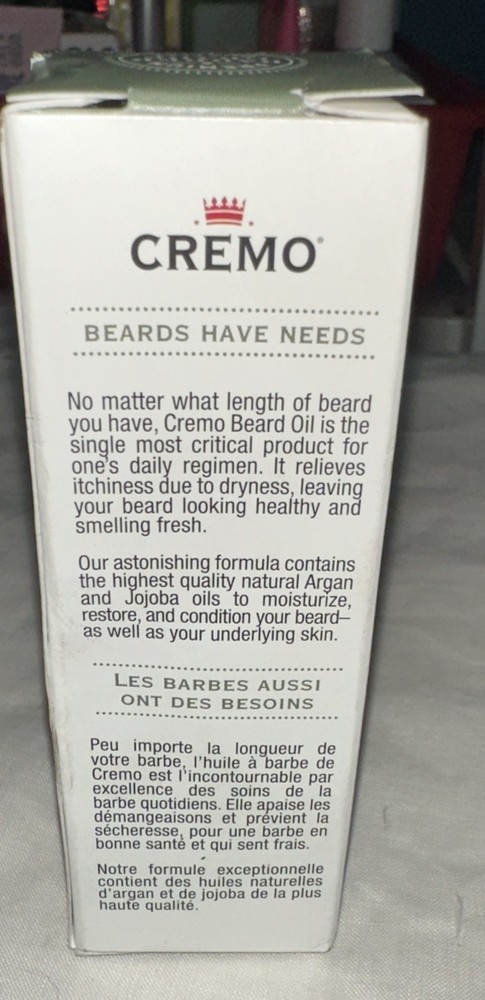 CREMO®
BEARDS HAVE NEEDS
No matter what length of beard
you have, Cremo Beard Oil is the
single most critical product for
one's daily regimen. It relieves
itchiness due to dryness, leaving
your beard looking healthy and
smelling fresh.
Our astonishing formula contains
the highest quality natural Argan
and Jojoba oils to moisturize,
restore, and condition your beard–
as well as your underlying skin.
LES BARBES AUSSI
ONT DES BESOINS
Peu importe la longueur de
votre barbe, l'huile à barbe de
Cremo est l'incontournable par
excellence des soins de la
barbe quotidiens. Elle apaise les
démangeaisons et prévient la
sécheresse, pour une barbe en
bonne santé et qui sent frais.
Notre formule exceptionnelle
contient des huiles naturelles
d'argan et de jojoba de la plus
haute qualité.